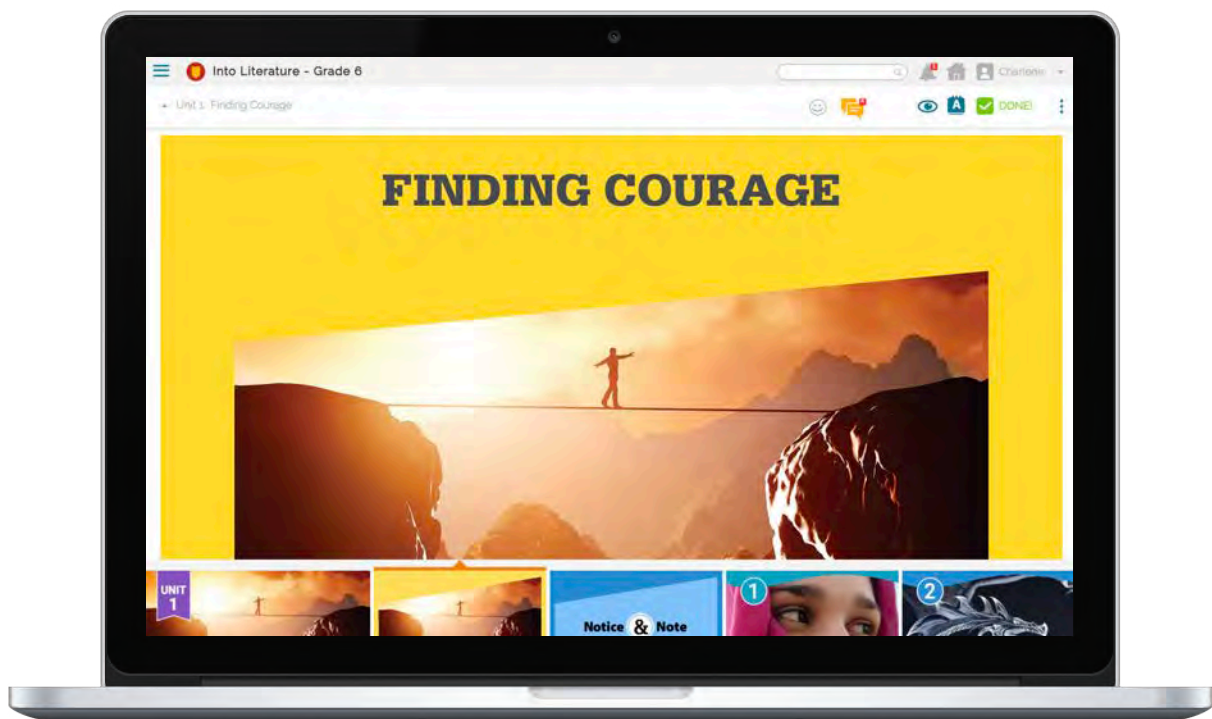 Into Literature - Grade 6
Unit 1: Finding Courage
A
DONE!
FINDING COURAGE
UNIT
1
Notice & Note
1
2